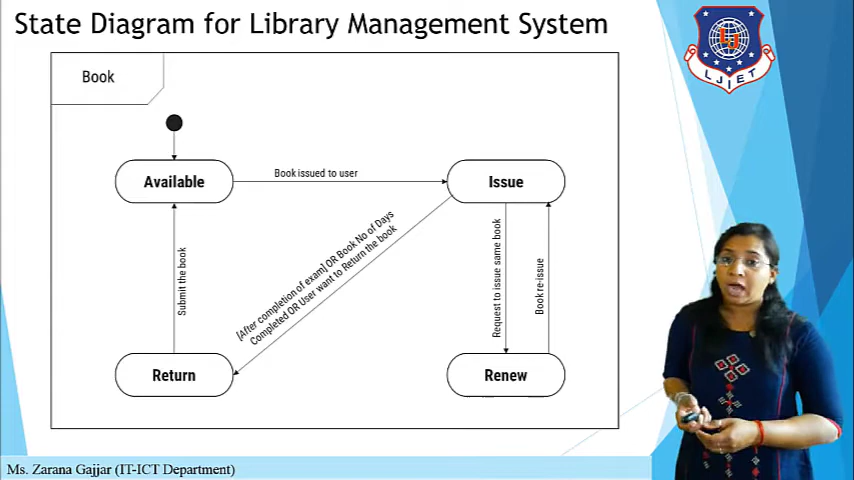 State Diagram for Library Management System
LJIET
Book
Available
Book issued to user
Issue
Submit the book
[After completion of exam] OR Book No of Days
Completed OR User want to Return the book
Request to issue same book
Book re-issue
Return
Renew
Ms. Zarana Gajjar (IT-ICT Department)